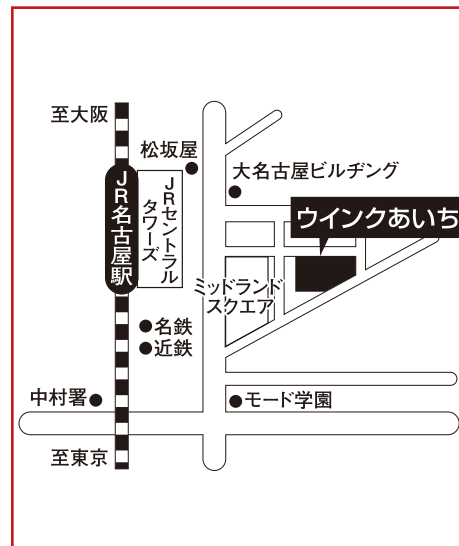 至大阪
松坂屋
大名古屋ビルヂング
JR名古屋駅
JRセントラル
タワーズ
ウインクあいち
ミッドランド
スクエア
名鉄
近鉄
中村署
モード学園
至東京